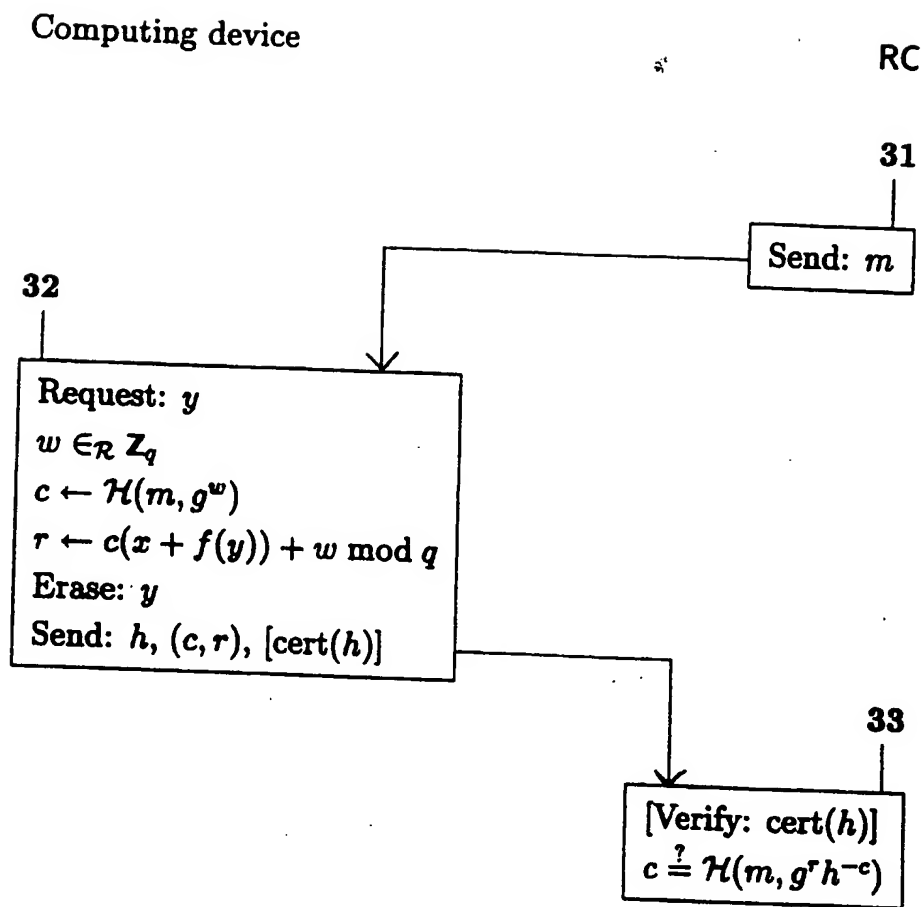 Computing device
RC
31
Send: m
32
Request: y
w ∈_ℛ ℤ_q
c ← ℋ(m, g^w)
r ← c(x + f(y)) + w mod q
Erase: y
Send: h, (c, r), [cert(h)]
33
[Verify: cert(h)]
c ≟ ℋ(m, g^r h^{-c})